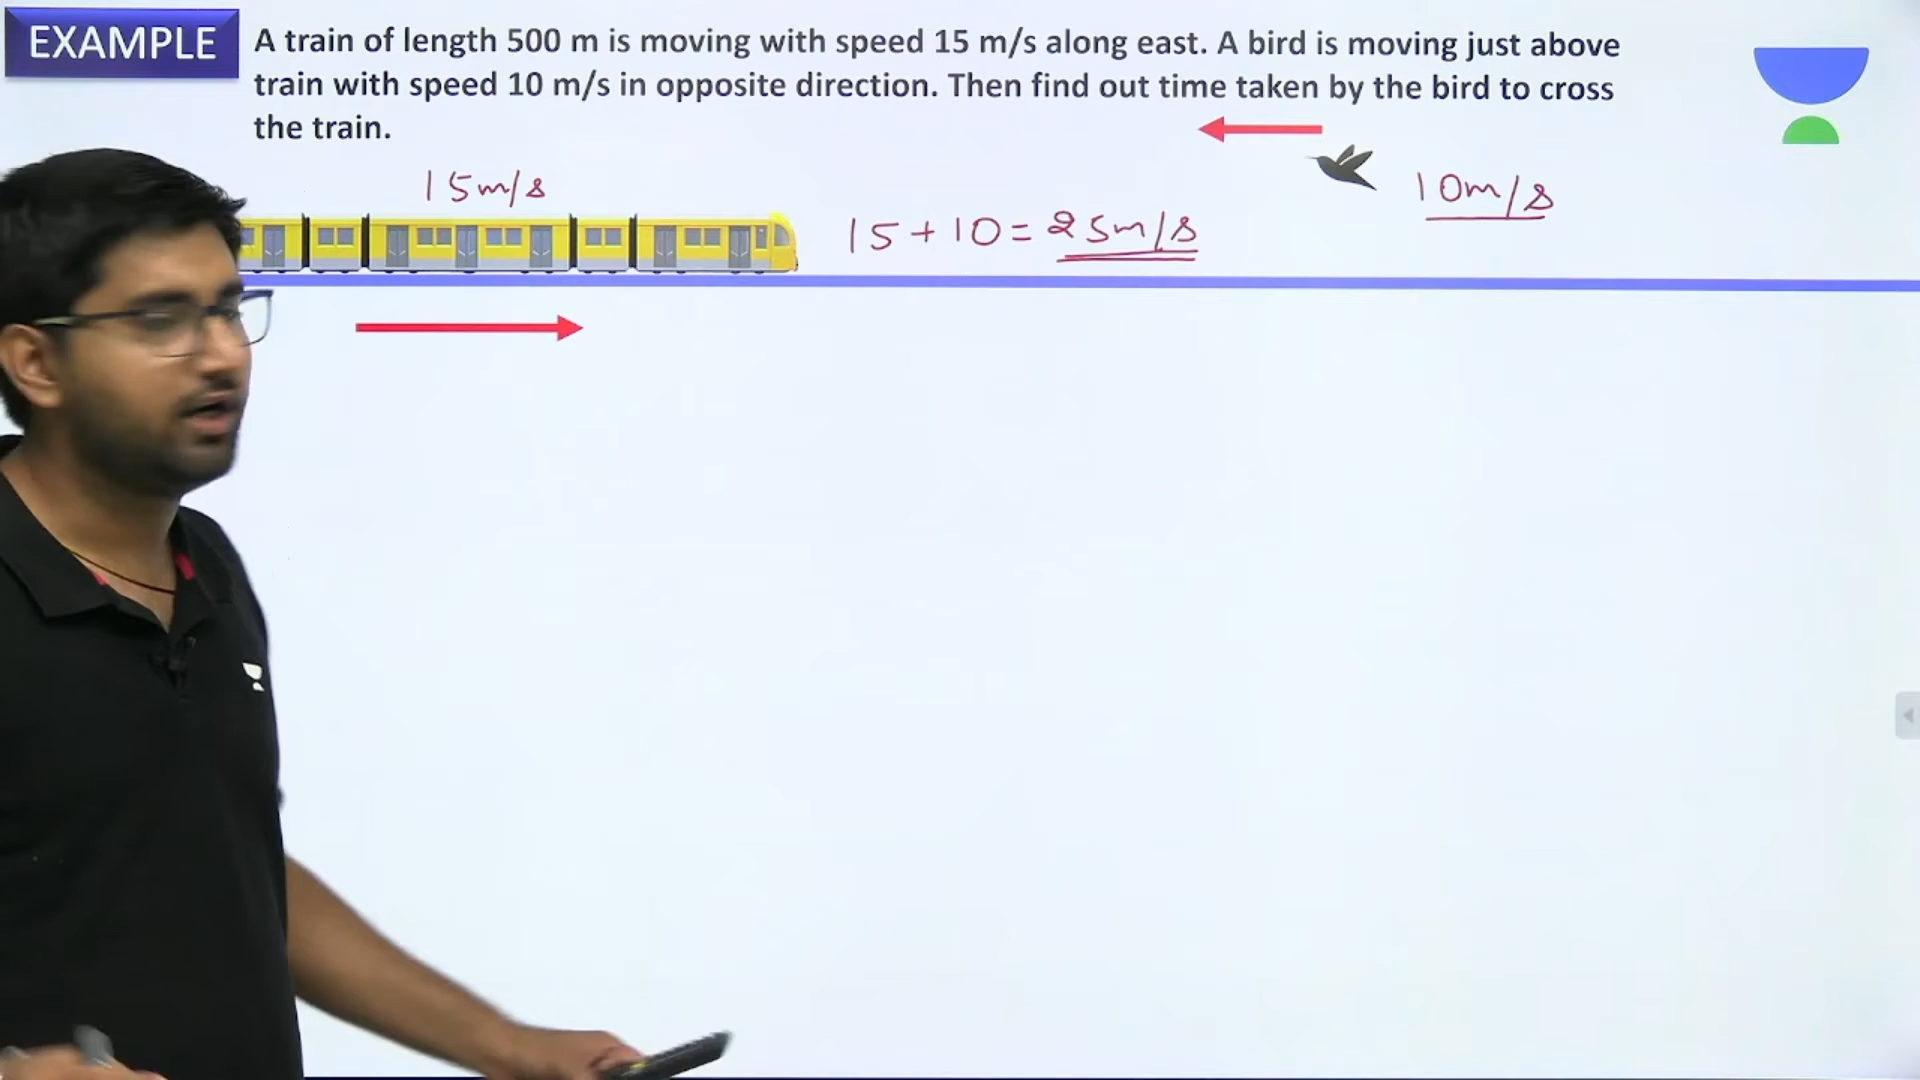 EXAMPLE
A train of length 500 m is moving with speed 15 m/s along east. A bird is moving just above
train with speed 10 m/s in opposite direction. Then find out time taken by the bird to cross
the train.
15m/s
10m/s
15+10=25m/s